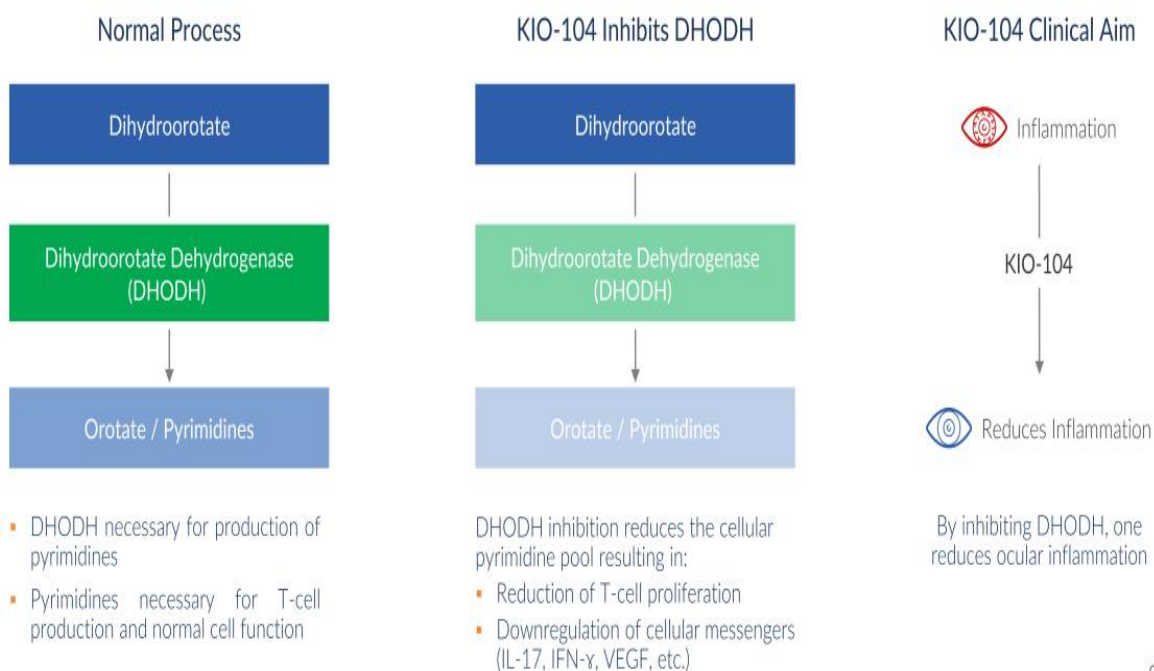 Normal Process
Dihydroorotate
Dihydroorotate Dehydrogenase
(DHODH)
Orotate / Pyrimidines
▪ DHODH necessary for production of
pyrimidines
▪ Pyrimidines necessary for T-cell
production and normal cell function
KIO-104 Inhibits DHODH
Dihydroorotate
Dihydroorotate Dehydrogenase
(DHODH)
Orotate / Pyrimidines
DHODH inhibition reduces the cellular
pyrimidine pool resulting in:
▪ Reduction of T-cell proliferation
▪ Downregulation of cellular messengers
(IL-17, IFN-γ, VEGF, etc.)
KIO-104 Clinical Aim
Inflammation
KIO-104
Reduces Inflammation
By inhibiting DHODH, one
reduces ocular inflammation